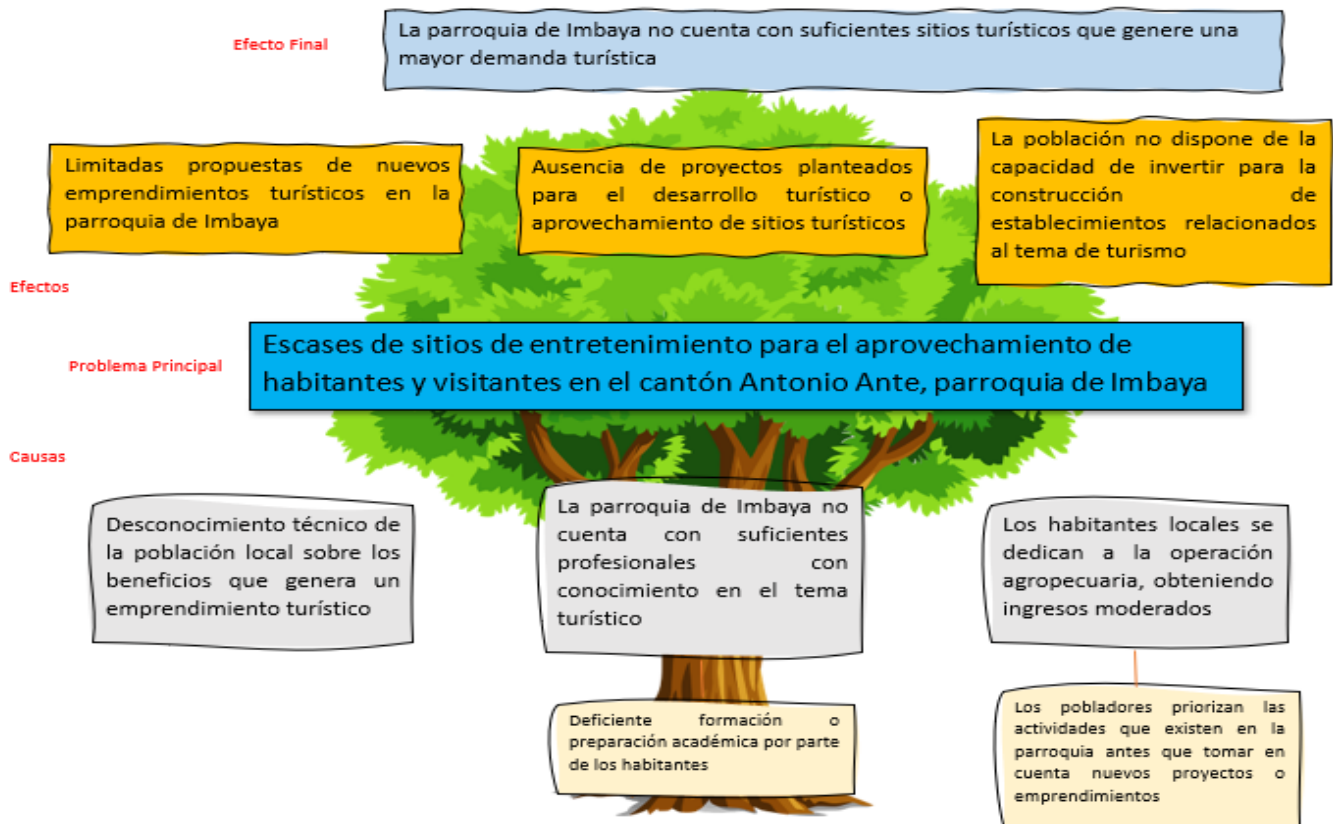 Efecto Final
La parroquia de Imbaya no cuenta con suficientes sitios turísticos que genere una
mayor demanda turística
Limitadas propuestas de nuevos
emprendimientos turísticos en la
parroquia de Imbaya
Ausencia de proyectos planteados
para el desarrollo turístico o
aprovechamiento de sitios turísticos
La población no dispone de la
capacidad de invertir para la
construcción de
establecimientos relacionados
al tema de turismo
Efectos
Problema Principal
Escases de sitios de entretenimiento para el aprovechamiento de
habitantes y visitantes en el cantón Antonio Ante, parroquia de Imbaya
Causas
Desconocimiento técnico de
la población local sobre los
beneficios que genera un
emprendimiento turístico
La parroquia de Imbaya no
cuenta con suficientes
profesionales con
conocimiento en el tema
turístico
Los habitantes locales se
dedican a la operación
agropecuaria, obteniendo
ingresos moderados
Deficiente formación o
preparación académica por parte
de los habitantes
Los pobladores priorizan las
actividades que existen en la
parroquia antes que tomar en
cuenta nuevos proyectos o
emprendimientos